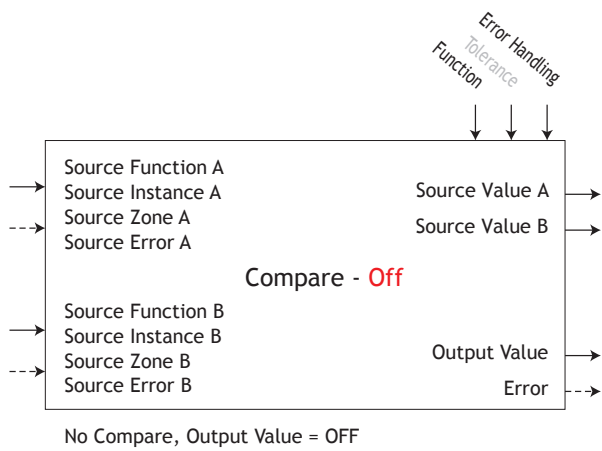 Function
Tolerance
Error Handling
Source Function A
Source Instance A
Source Zone A
Source Error A
Source Value A
Source Value B
Compare - Off
Source Function B
Source Instance B
Source Zone B
Source Error B
Output Value
Error
No Compare, Output Value = OFF